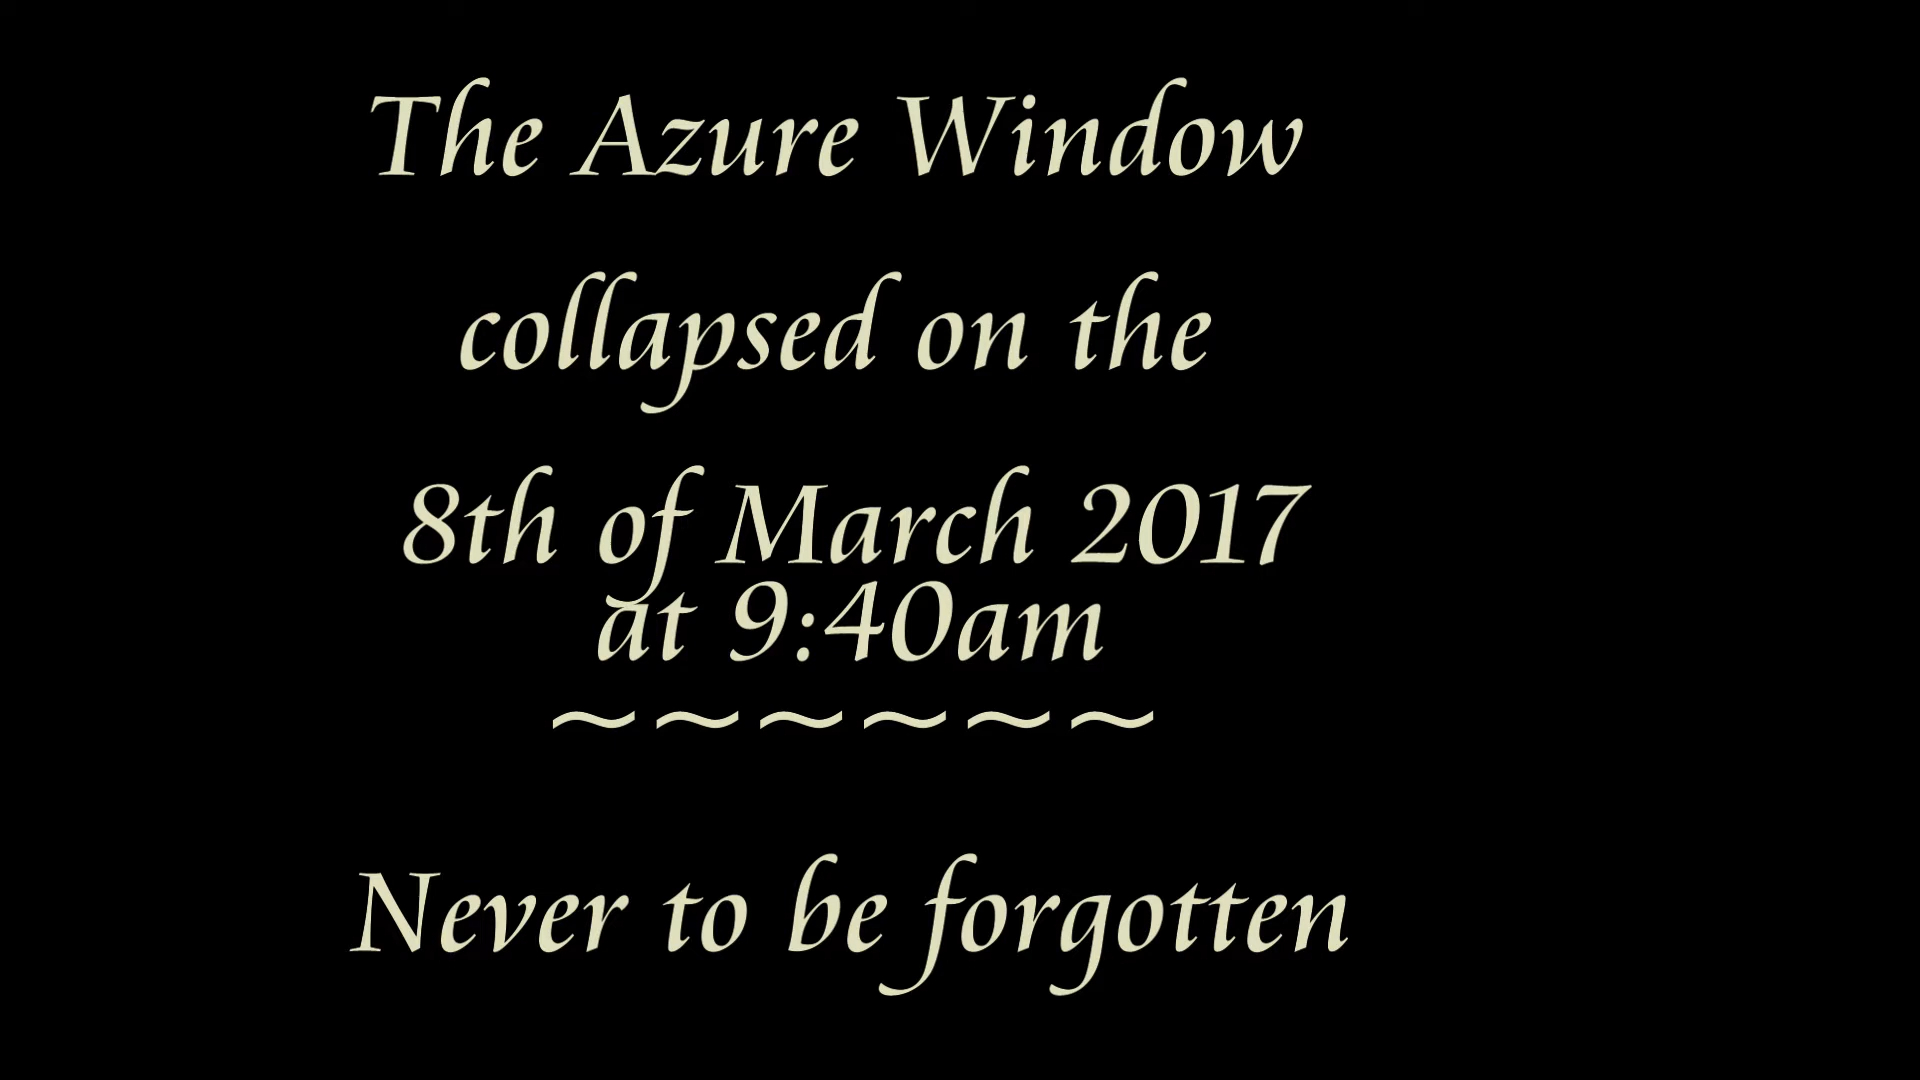 The Azure Window
collapsed on the
8th of March 2017
at 9:40am
~~~~~~
Never to be forgotten